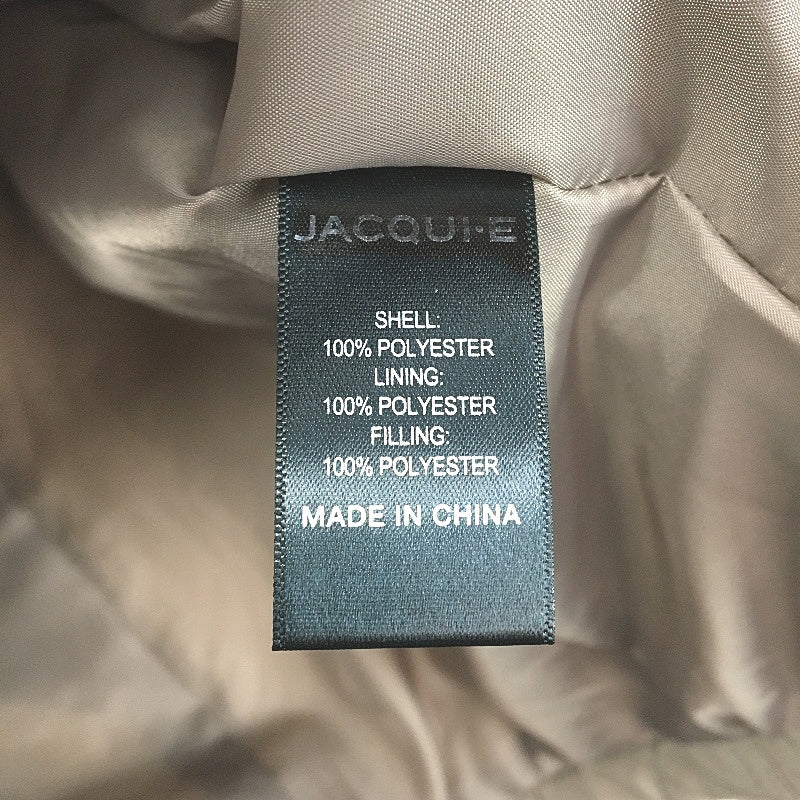 JACQUI·E
SHELL:
100% POLYESTER
LINING:
100% POLYESTER
FILLING:
100% POLYESTER
MADE IN CHINA